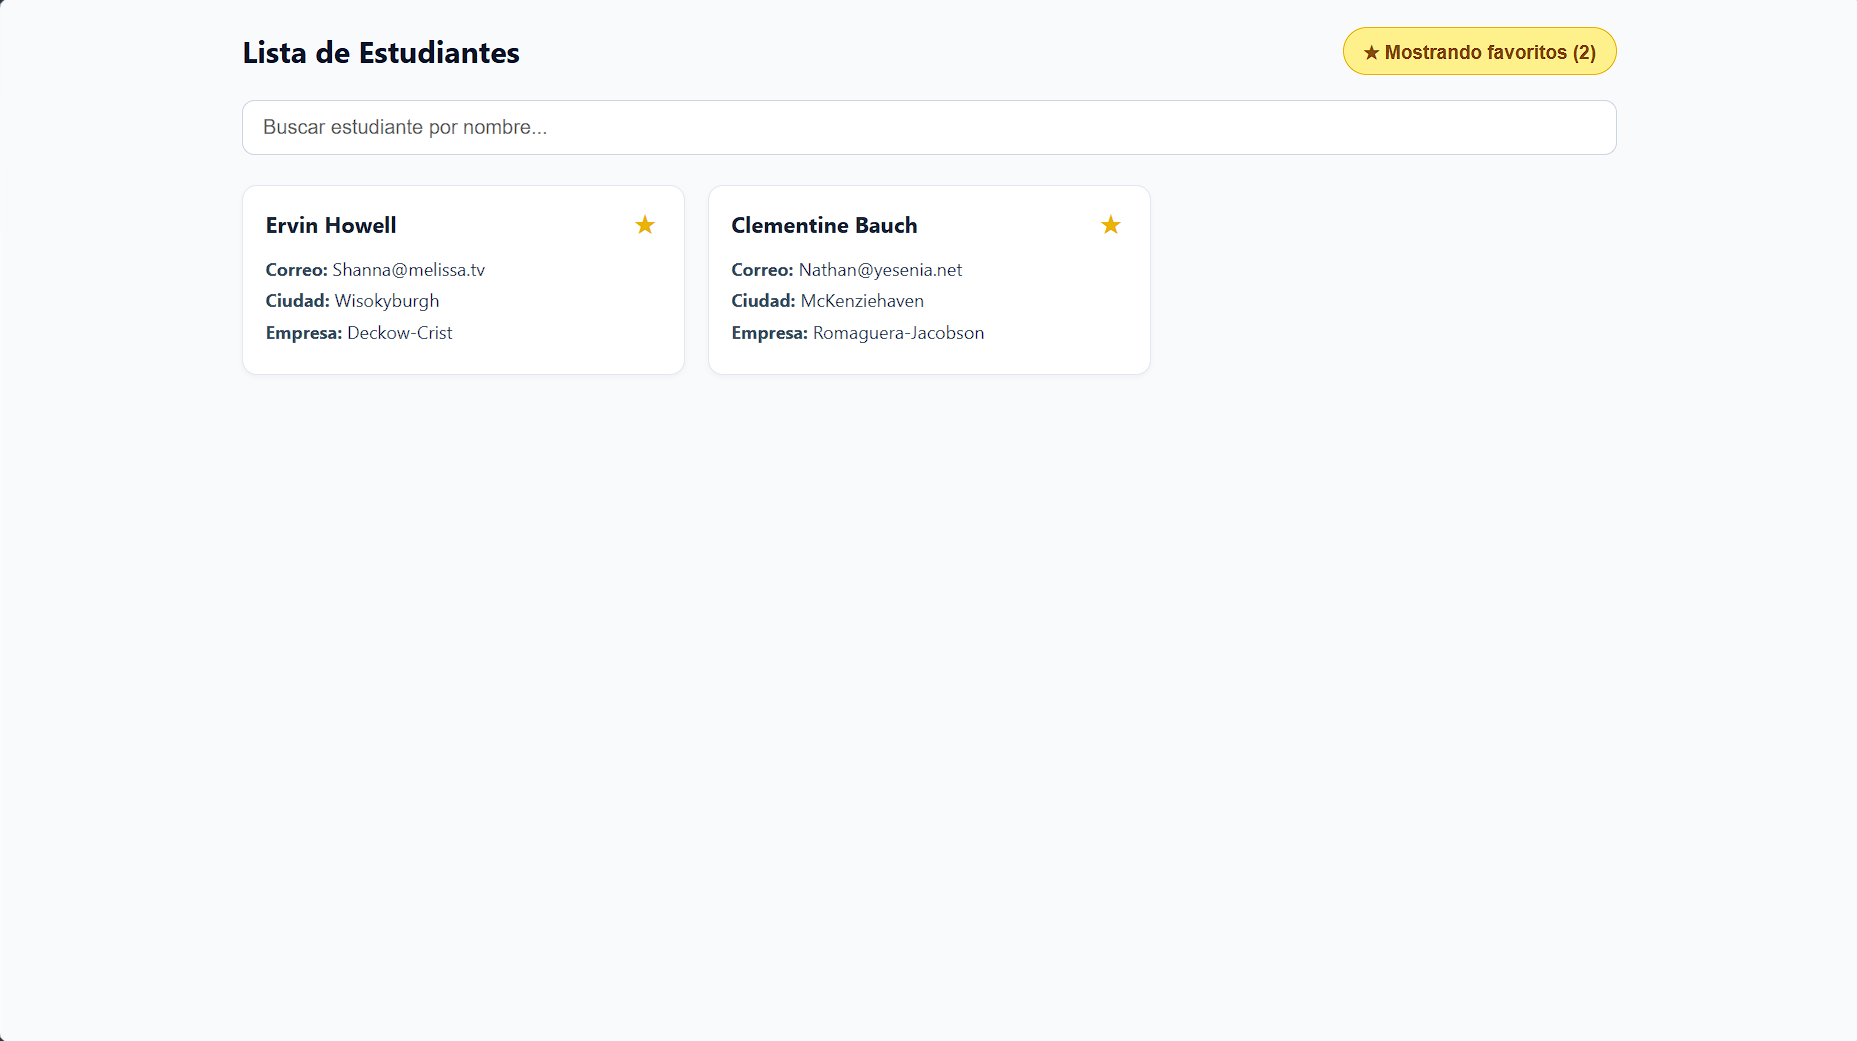 Lista de Estudiantes
★ Mostrando favoritos (2)
Buscar estudiante por nombre...
Ervin Howell ★
Correo: Shanna@melissa.tv
Ciudad: Wisokyburgh
Empresa: Deckow-Crist
Clementine Bauch ★
Correo: Nathan@yesenia.net
Ciudad: McKenziehaven
Empresa: Romaguera-Jacobson